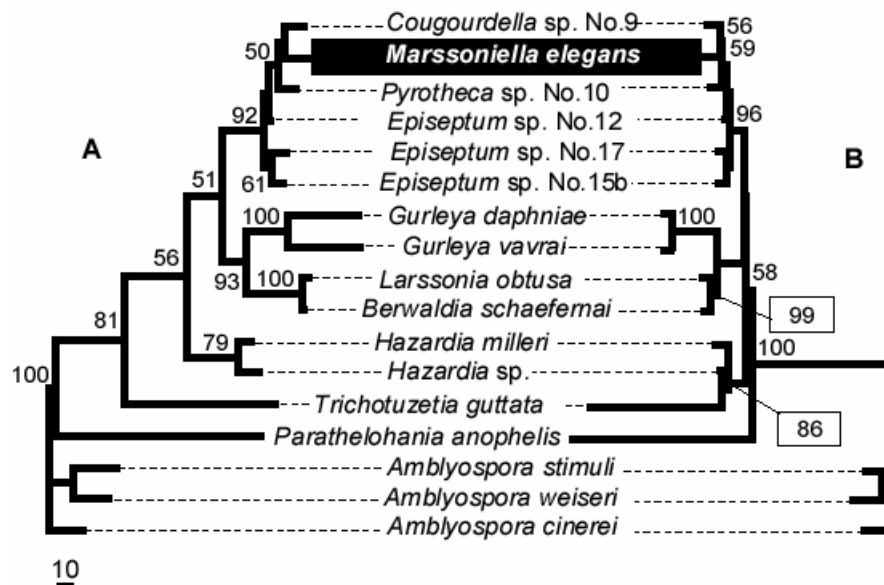 Cougourdella sp. No.9
56
50
Marssoniella elegans
59
Pyrotheca sp. No.10
92
Episeptum sp. No.12
96
A
Episeptum sp. No.17
B
51
61
Episeptum sp. No.15b
100
Gurleya daphniae
100
Gurleya vavrai
56
93
100
Larssonia obtusa
58
Berwaldia schaefernai
99
81
79
Hazardia milleri
100
100
Hazardia sp.
Trichotuzetia guttata
86
Parathelohania anophelis
Amblyospora stimuli
Amblyospora weiseri
Amblyospora cinerei
10